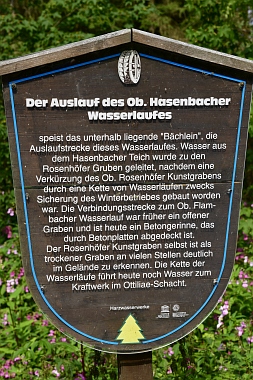 Der Auslauf des Ob. Hasenbacher
Wasserlaufes
speist das unterhalb liegende "Bächlein", die
Auslaufstrecke dieses Wasserlaufes. Wasser aus
dem Hasenbacher Teich wurde zu den
Rosenhöfer Gruben geleitet, nachdem eine
Verkürzung des Ob. Rosenhöfer Kunstgrabens
durch eine Kette von Wasserläufen zwecks
Sicherung des Winterbetriebes gebaut worden
war. Die Verbindungsstrecke zum Ob. Flam-
bacher Wasserlauf war früher ein offener
Graben und ist heute ein Betongerinne, das
durch Betonplatten abgedeckt ist.
Der Rosenhöfer Kunstgraben selbst ist als
trockener Graben an vielen Stellen deutlich
im Gelände zu erkennen. Die Kette der
Wasserläufe führt heute noch Wasser zum
Kraftwerk im Ottiliae-Schacht.
Harzwasserwerke